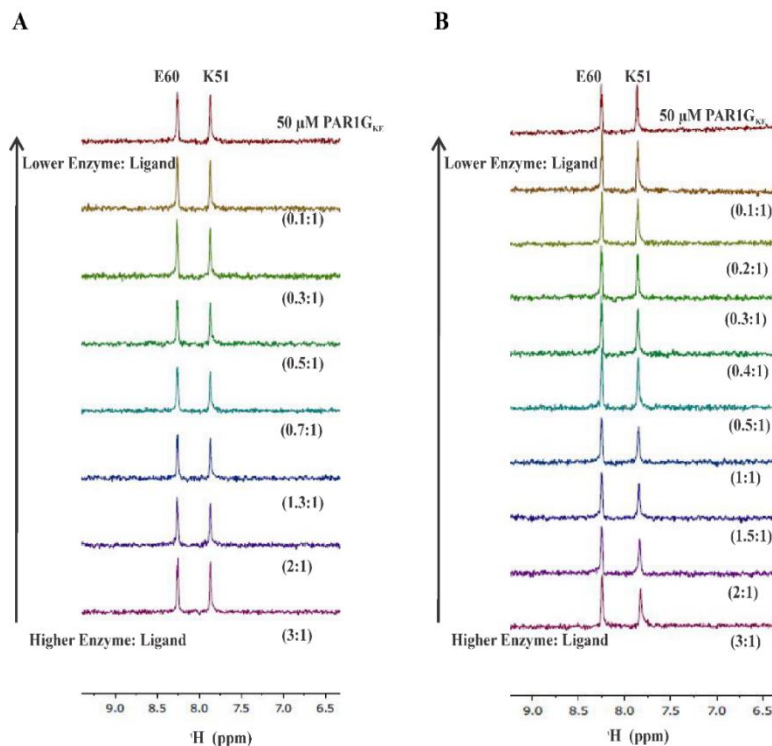 A
E60 K51
50 µM PAR1G_KE
Lower Enzyme: Ligand
(0.1:1)
(0.3:1)
(0.5:1)
(0.7:1)
(1.3:1)
(2:1)
Higher Enzyme: Ligand
(3:1)
9.0 8.5 8.0 7.5 7.0 6.5
¹H (ppm)
B
E60 K51
50 µM PAR1G_KE
Lower Enzyme: Ligand
(0.1:1)
(0.2:1)
(0.3:1)
(0.4:1)
(0.5:1)
(1:1)
(1.5:1)
(2:1)
Higher Enzyme: Ligand
(3:1)
9.0 8.5 8.0 7.5 7.0 6.5
¹H (ppm)